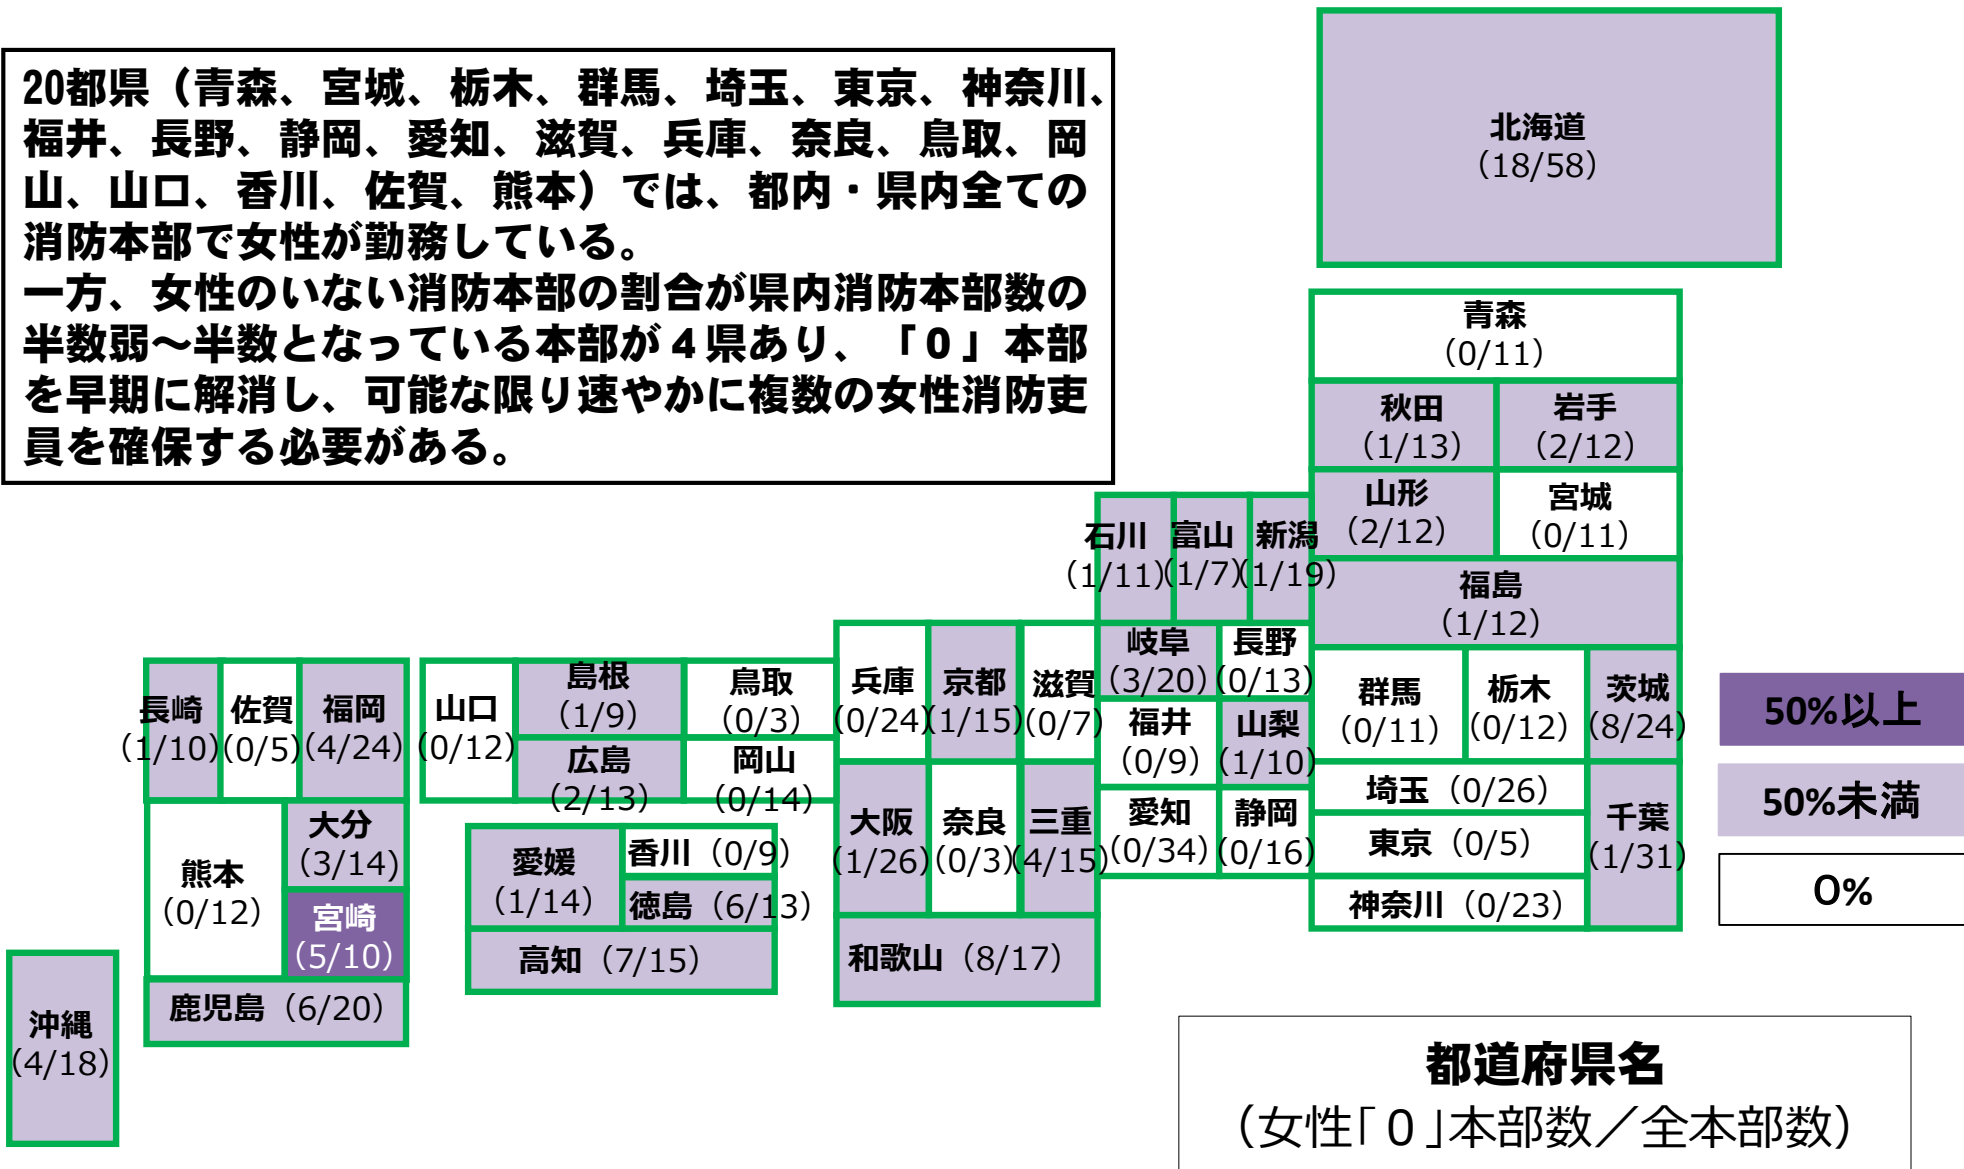 20都県（青森、宮城、栃木、群馬、埼玉、東京、神奈川、
福井、長野、静岡、愛知、滋賀、兵庫、奈良、鳥取、岡
山、山口、香川、佐賀、熊本）では、都内・県内全ての
消防本部で女性が勤務している。
一方、女性のいない消防本部の割合が県内消防本部数の
半数弱～半数となっている本部が４県あり、「０」本部
を早期に解消し、可能な限り速やかに複数の女性消防吏
員を確保する必要がある。
北海道
（18/58）
青森
（0/11）
秋田
（1/13）
岩手
（2/12）
山形
（2/12）
宮城
（0/11）
福島
（1/12）
石川
（1/11）
富山
（1/7）
新潟
（1/19）
岐阜
（3/20）
長野
（0/13）
福井
（0/9）
山梨
（1/10）
愛知
（0/34）
静岡
（0/16）
群馬
（0/11）
栃木
（0/12）
茨城
（8/24）
埼玉（0/26）
東京（0/5）
神奈川（0/23）
千葉
（1/31）
兵庫
（0/24）
京都
（1/15）
滋賀
（0/7）
大阪
（1/26）
奈良
（0/3）
三重
（4/15）
和歌山（8/17）
山口
（0/12）
島根
（1/9）
鳥取
（0/3）
広島
（2/13）
岡山
（0/14）
愛媛
（1/14）
香川（0/9）
徳島（6/13）
高知（7/15）
長崎
（1/10）
佐賀
（0/5）
福岡
（4/24）
熊本
（0/12）
大分
（3/14）
宮崎
（5/10）
鹿児島（6/20）
沖縄
（4/18）
50%以上
50%未満
０%
都道府県名
（女性「０」本部数／全本部数）